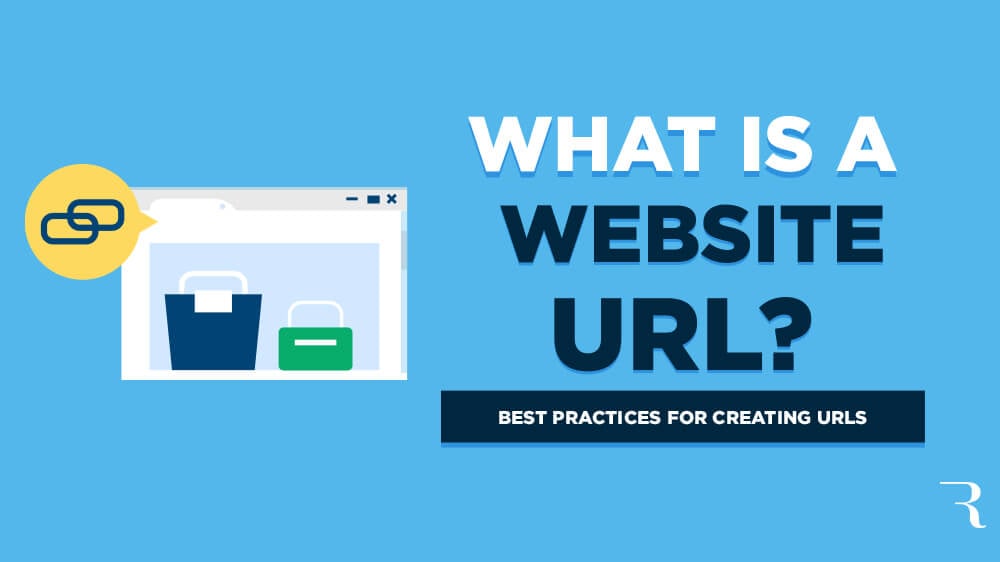 WHAT IS A
WEBSITE
URL?
BEST PRACTICES FOR CREATING URLS
R